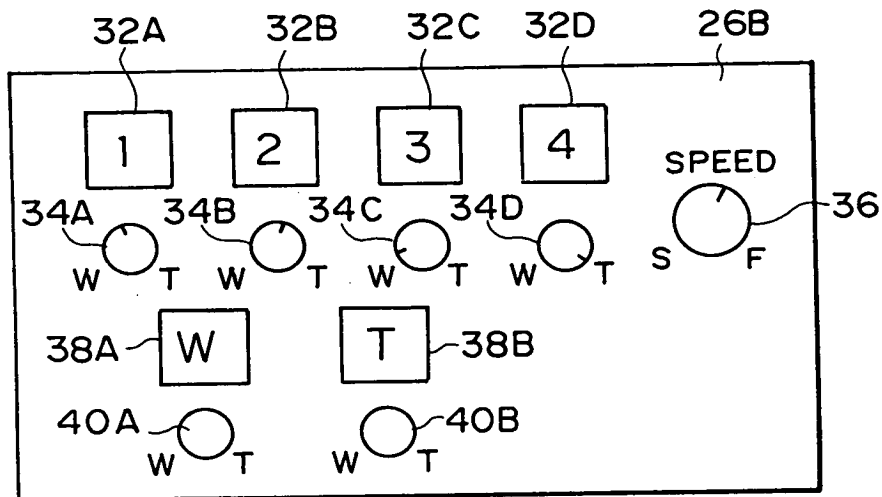 32A 32B 32C 32D 26B
1 2 3 4
SPEED
34A 34B 34C 34D 36
W T W T W T W T S F
38A W T 38B
40A 40B
W T W T